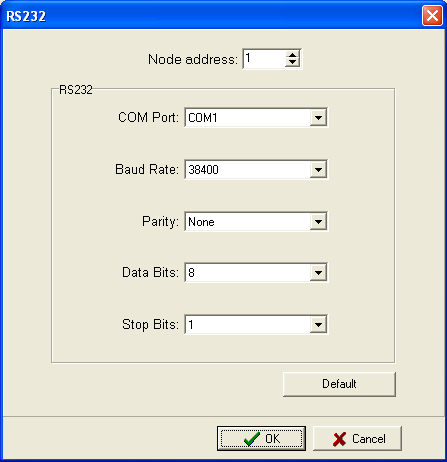 RS232
Node address: 1
RS232
COM Port: COM1
Baud Rate: 38400
Parity: None
Data Bits: 8
Stop Bits: 1
Default
OK Cancel